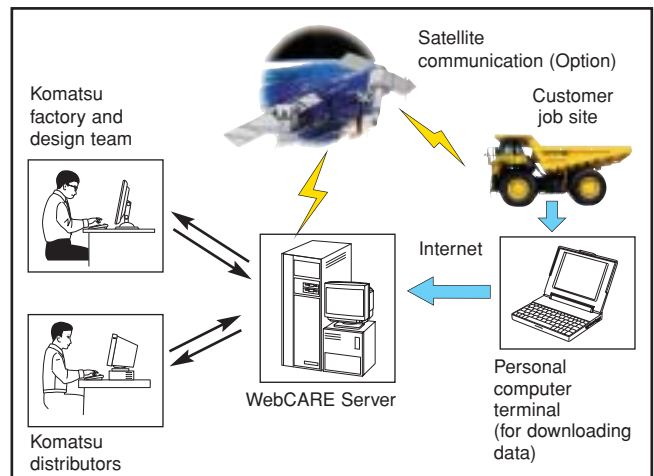 Satellite
communication (Option)
Komatsu
factory and
design team
Customer
job site
Internet
WebCARE Server
Personal
computer
terminal
(for downloading
data)
Komatsu
distributors